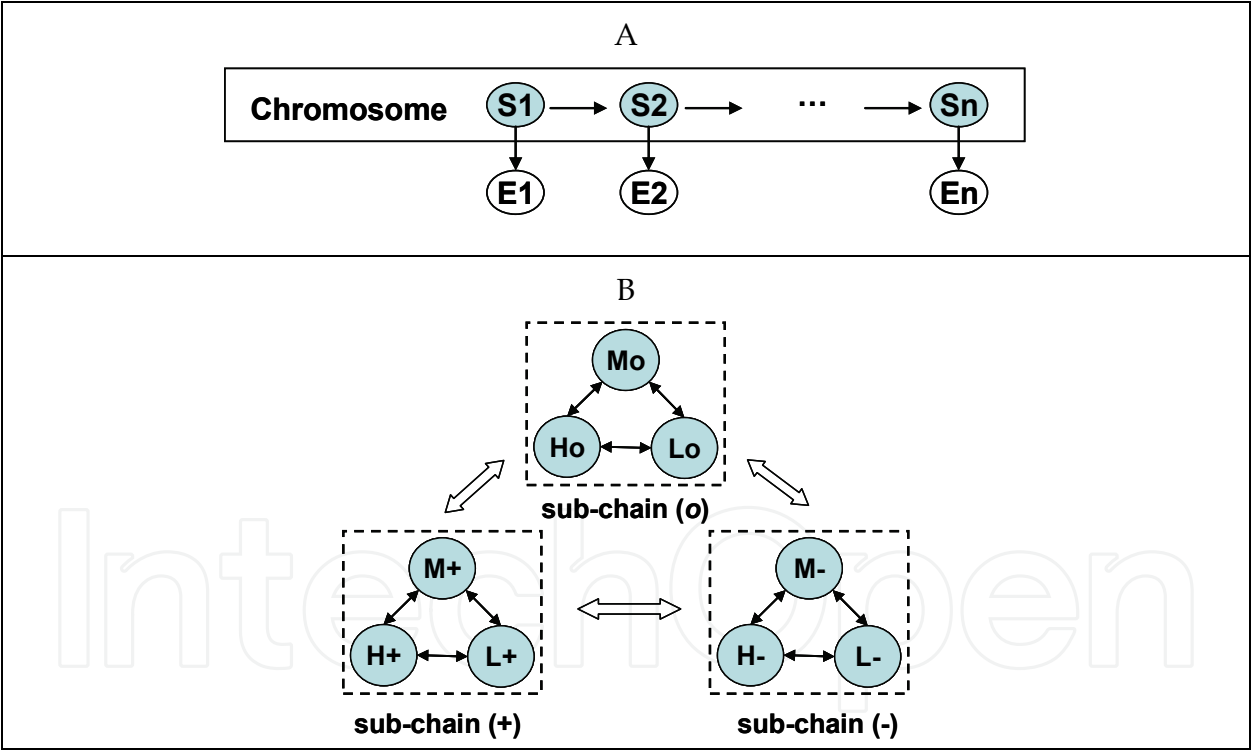 A
Chromosome S1 S2 ... Sn
E1 E2 En
B
Mo
Ho Lo
sub-chain (o)
M+ M-
H+ L+ H- L-
sub-chain (+) sub-chain (-)
IntechOpen